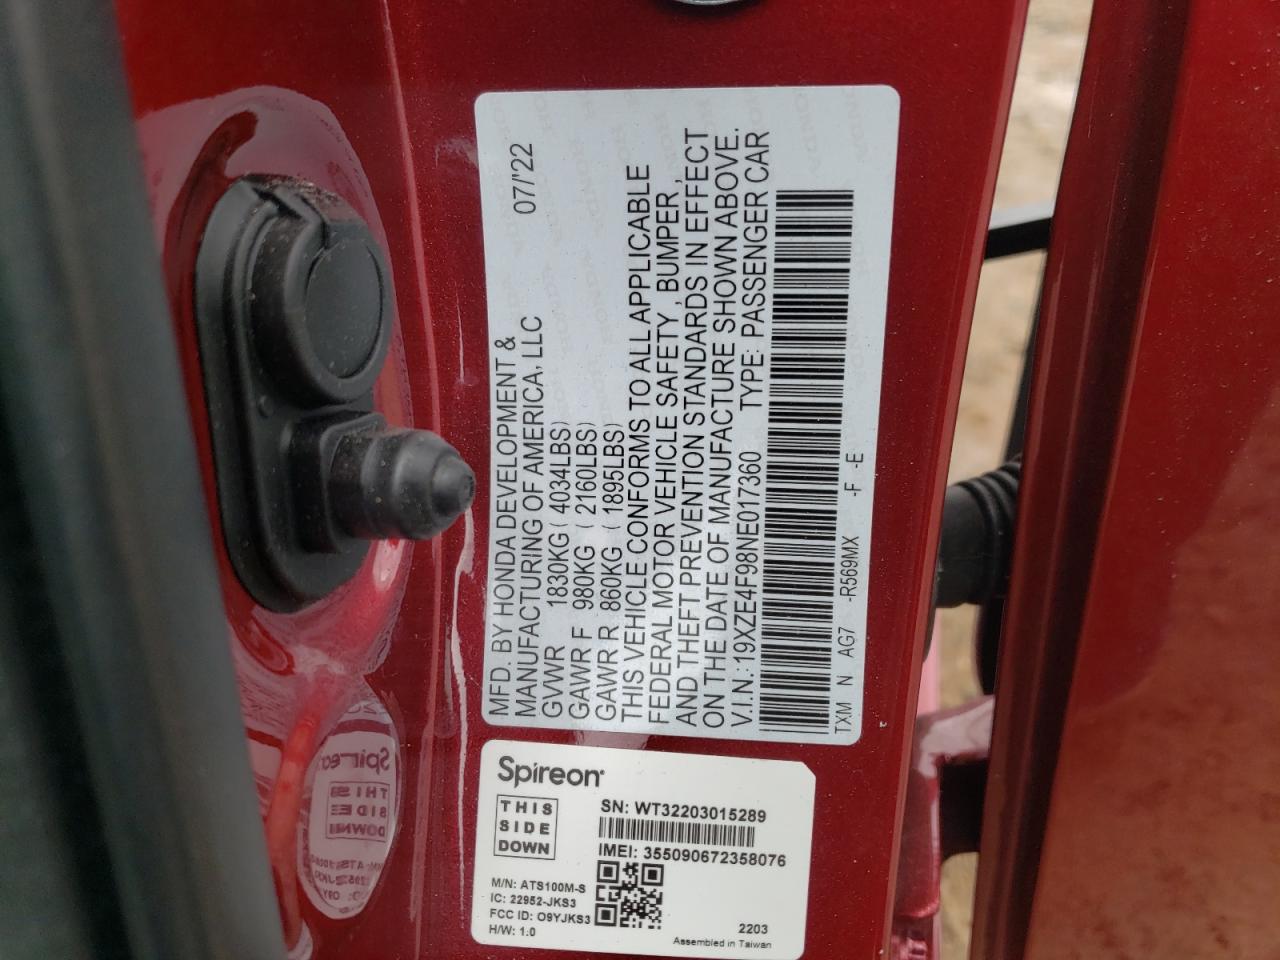 MFD. BY HONDA DEVELOPMENT & 07/'22
MANUFACTURING OF AMERICA, LLC
GVWR 1830KG ( 4034LBS)
GAWR F 980KG ( 2160LBS)
GAWR R 860KG ( 1895LBS)
THIS VEHICLE CONFORMS TO ALL APPLICABLE
FEDERAL MOTOR VEHICLE SAFETY, BUMPER,
AND THEFT PREVENTION STANDARDS IN EFFECT
ON THE DATE OF MANUFACTURE SHOWN ABOVE.
V.I.N.: 19XZE4F98NE017360 TYPE: PASSENGER CAR
TXM N AG7 -R569MX -F -E
Spireon
THIS
SIDE
DOWN
SN: WT32203015289
IMEI: 355090672358076
M/N: ATS100M-S
IC: 22952-JKS3
FCC ID: O9YJKS3
H/W: 1.0
2203
Assembled in Taiwan